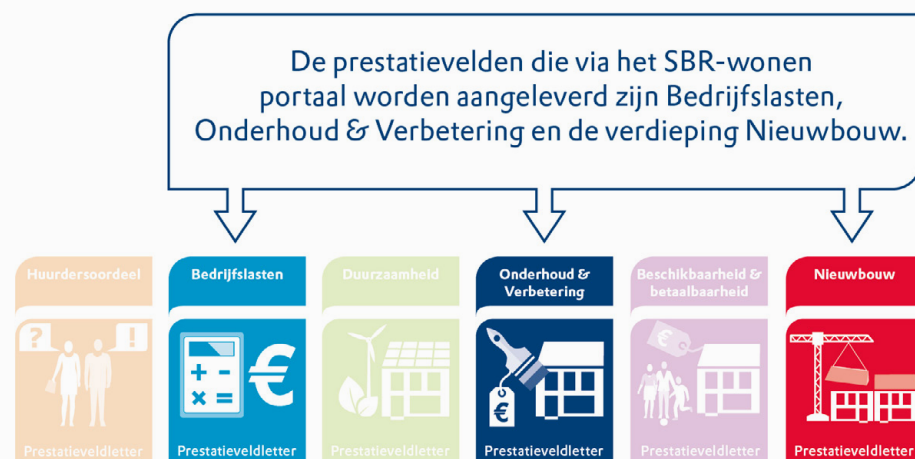 De prestatievelden die via het SBR-wonen
portaal worden aangeleverd zijn Bedrijfslasten,
Onderhoud & Verbetering en de verdieping Nieuwbouw.
Huurdersoordeel
Bedrijfslasten
Duurzaamheid
Onderhoud &
Verbetering
Beschikbaarheid &
betaalbaarheid
Nieuwbouw
? !
+ -
× = €
€
€
Prestatieveldletter
Prestatieveldletter
Prestatieveldletter
Prestatieveldletter
Prestatieveldletter
Prestatieveldletter